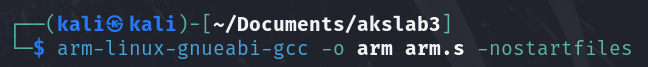 ┌──(kali㉿kali)-[~/Documents/akslab3]
└─$ arm-linux-gnueabi-gcc -o arm arm.s -nostartfiles